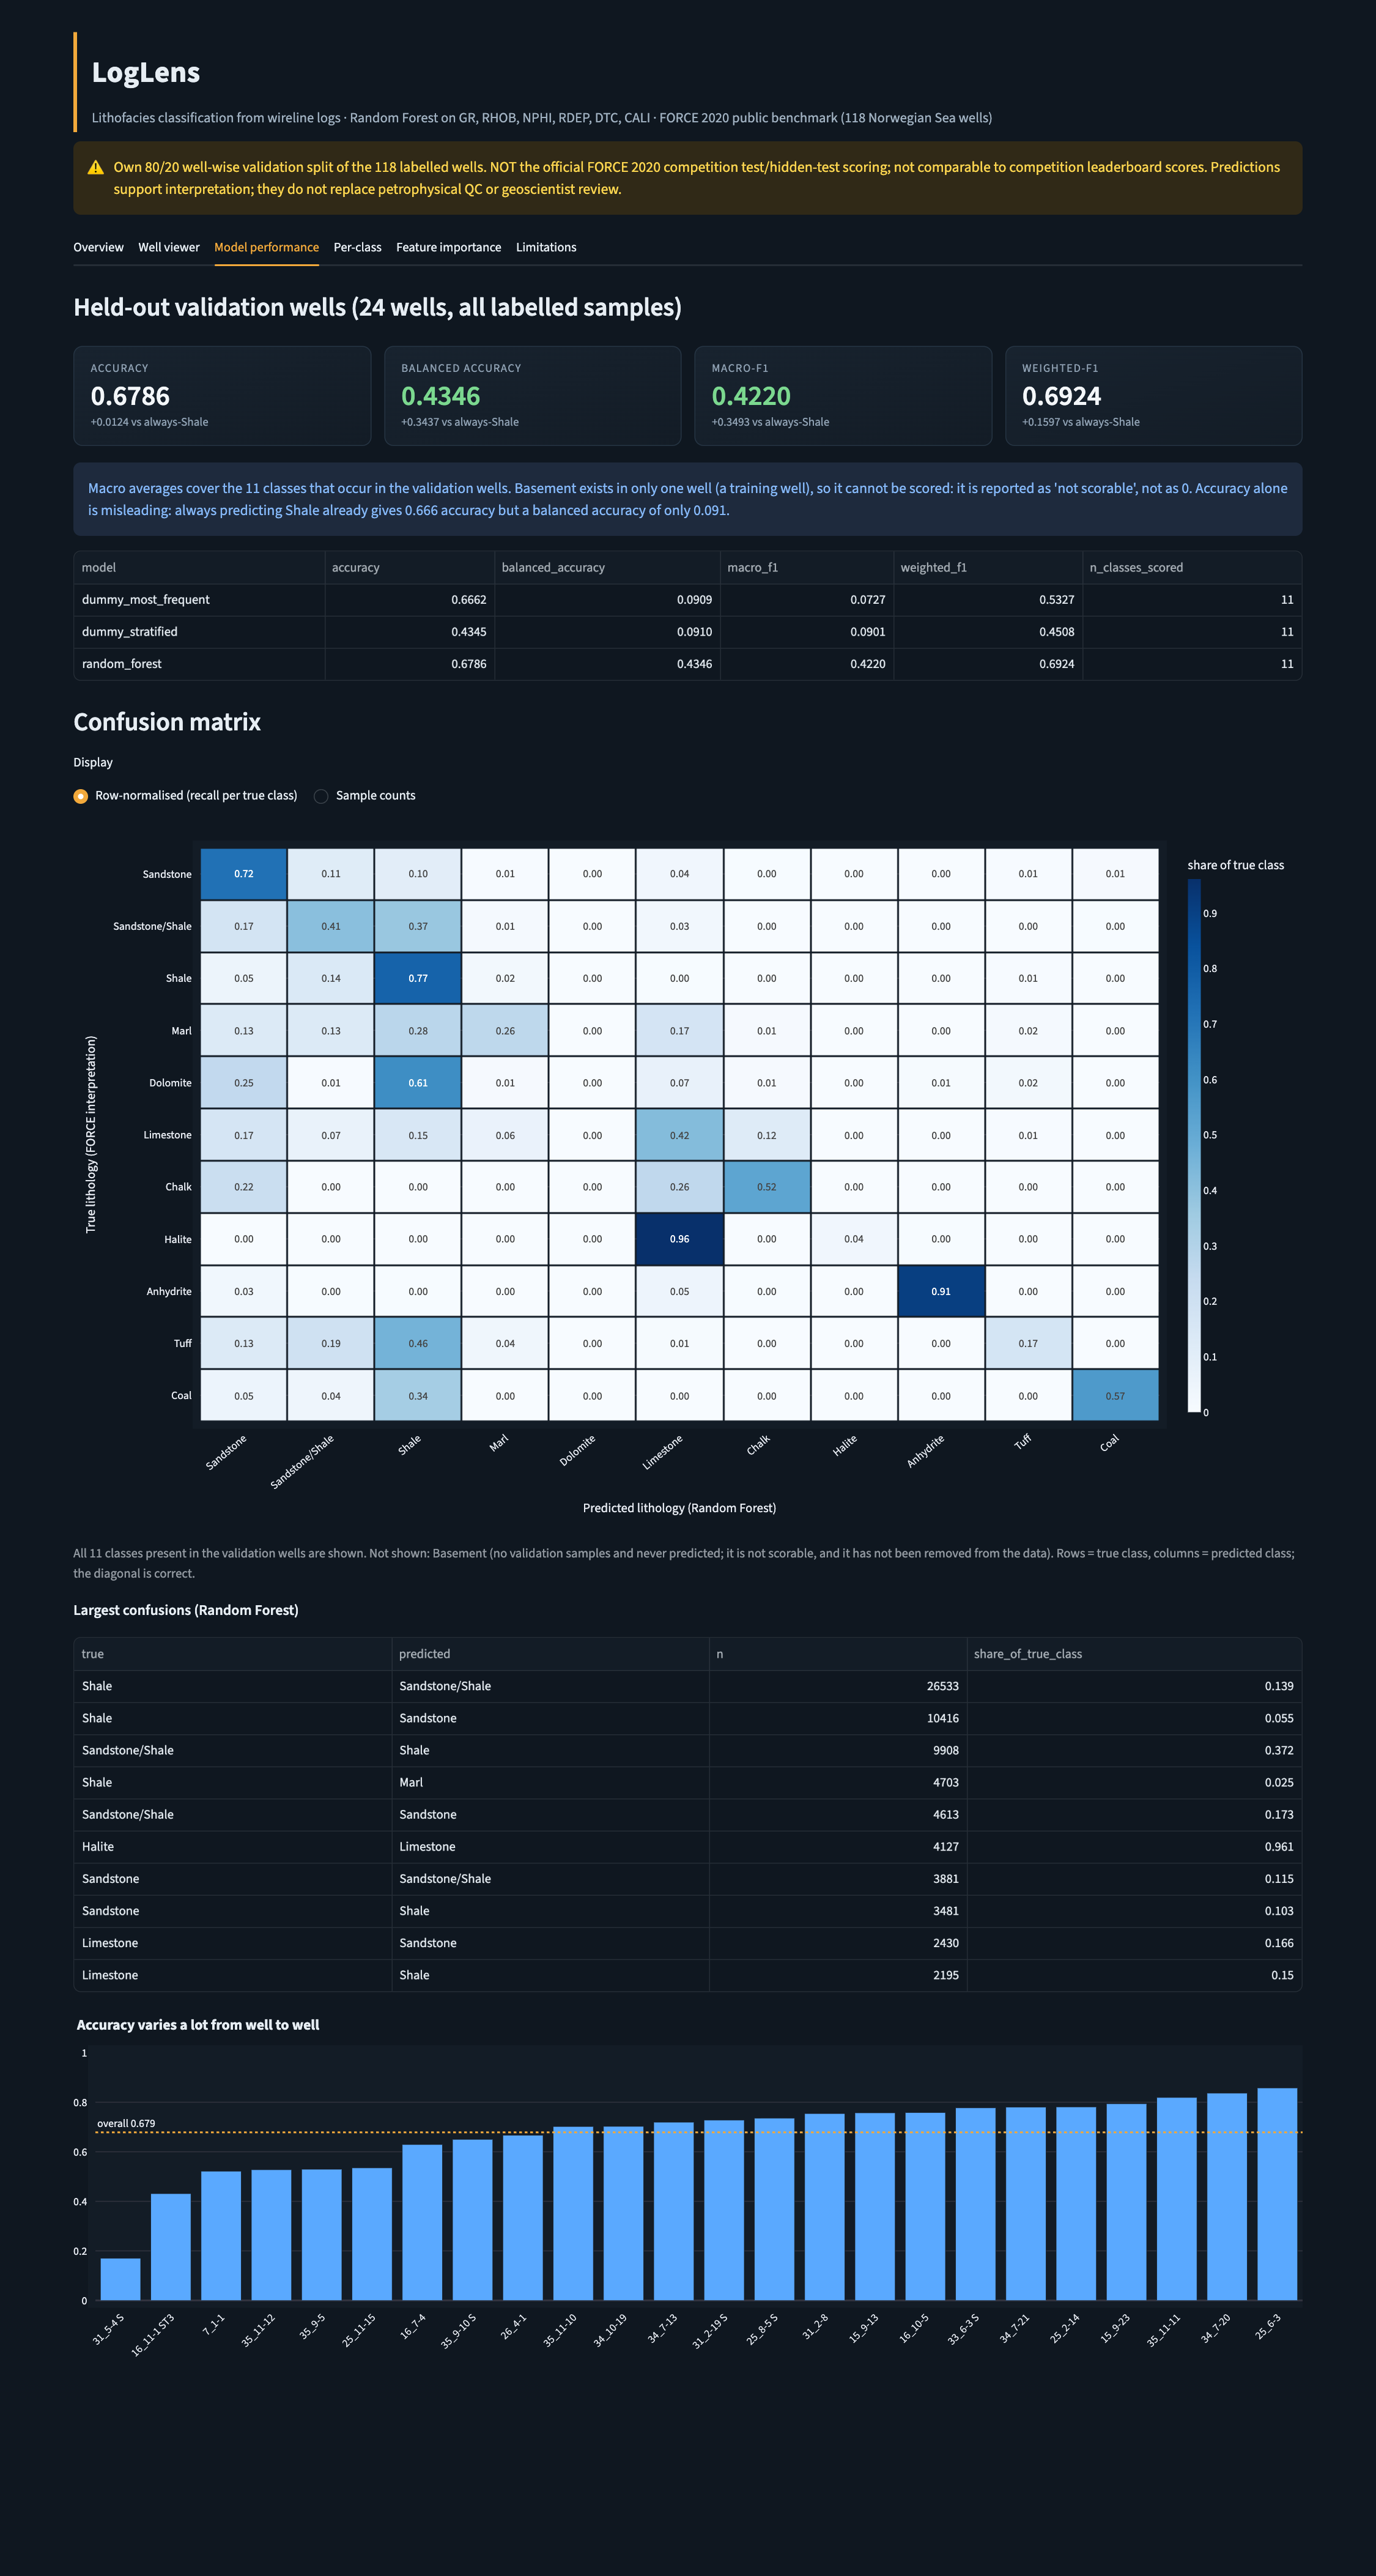 LogLens
Lithofacies classification from wireline logs · Random Forest on GR, RHOB, NPHI, RDEP, DTC, CALI · FORCE 2020 public benchmark (118 Norwegian Sea wells)
Own 80/20 well-wise validation split of the 118 labelled wells. NOT the official FORCE 2020 competition test/hidden-test scoring; not comparable to competition leaderboard scores. Predictions
support interpretation; they do not replace petrophysical QC or geoscientist review.
Overview Well viewer Model performance Per-class Feature importance Limitations
Held-out validation wells (24 wells, all labelled samples)
ACCURACY
0.6786
+0.0124 vs always-Shale
BALANCED ACCURACY
0.4346
+0.3437 vs always-Shale
MACRO-F1
0.4220
+0.3493 vs always-Shale
WEIGHTED-F1
0.6924
+0.1597 vs always-Shale
Macro averages cover the 11 classes that occur in the validation wells. Basement exists in only one well (a training well), so it cannot be scored: it is reported as 'not scorable', not as 0. Accuracy alone
is misleading: always predicting Shale already gives 0.666 accuracy but a balanced accuracy of only 0.091.
model accuracy balanced_accuracy macro_f1 weighted_f1 n_classes_scored
dummy_most_frequent 0.6662 0.0909 0.0727 0.5327 11
dummy_stratified 0.4345 0.0910 0.0901 0.4508 11
random_forest 0.6786 0.4346 0.4220 0.6924 11
Confusion matrix
Display
Row-normalised (recall per true class) Sample counts
share of true class
True lithology (FORCE interpretation)
Sandstone 0.72 0.11 0.10 0.01 0.00 0.04 0.00 0.00 0.00 0.01 0.01
Sandstone/Shale 0.17 0.41 0.37 0.01 0.00 0.03 0.00 0.00 0.00 0.00 0.00
Shale 0.05 0.14 0.77 0.02 0.00 0.00 0.00 0.00 0.00 0.01 0.00
Marl 0.13 0.13 0.28 0.26 0.00 0.17 0.01 0.00 0.00 0.02 0.00
Dolomite 0.25 0.01 0.61 0.01 0.00 0.07 0.01 0.00 0.01 0.02 0.00
Limestone 0.17 0.07 0.15 0.06 0.00 0.42 0.12 0.00 0.00 0.01 0.00
Chalk 0.22 0.00 0.00 0.00 0.00 0.26 0.52 0.00 0.00 0.00 0.00
Halite 0.00 0.00 0.00 0.00 0.00 0.96 0.00 0.04 0.00 0.00 0.00
Anhydrite 0.03 0.00 0.00 0.00 0.00 0.05 0.00 0.00 0.91 0.00 0.00
Tuff 0.13 0.19 0.46 0.04 0.00 0.01 0.00 0.00 0.00 0.17 0.00
Coal 0.05 0.04 0.34 0.00 0.00 0.00 0.00 0.00 0.00 0.00 0.57
0.9
0.8
0.7
0.6
0.5
0.4
0.3
0.2
0.1
0
Sandstone Sandstone/Shale Shale Marl Dolomite Limestone Chalk Halite Anhydrite Tuff Coal
Predicted lithology (Random Forest)
All 11 classes present in the validation wells are shown. Not shown: Basement (no validation samples and never predicted; it is not scorable, and it has not been removed from the data). Rows = true class, columns = predicted class;
the diagonal is correct.
Largest confusions (Random Forest)
true predicted n share_of_true_class
Shale Sandstone/Shale 26533 0.139
Shale Sandstone 10416 0.055
Sandstone/Shale Shale 9908 0.372
Shale Marl 4703 0.025
Sandstone/Shale Sandstone 4613 0.173
Halite Limestone 4127 0.961
Sandstone Sandstone/Shale 3881 0.115
Sandstone Shale 3481 0.103
Limestone Sandstone 2430 0.166
Limestone Shale 2195 0.15
Accuracy varies a lot from well to well
1
0.8
overall 0.679
0.6
0.4
0.2
0
31_5-4 S 16_11-1 ST3 7_1-1 35_11-12 35_9-5 25_11-15 16_7-4 35_9-10 S 26_4-1 35_11-10 34_10-19 34_7-13 31_2-19 S 25_8-5 S 31_2-8 15_9-13 16_10-5 33_6-3 S 34_7-21 25_2-14 15_9-23 35_11-11 34_7-20 25_6-3